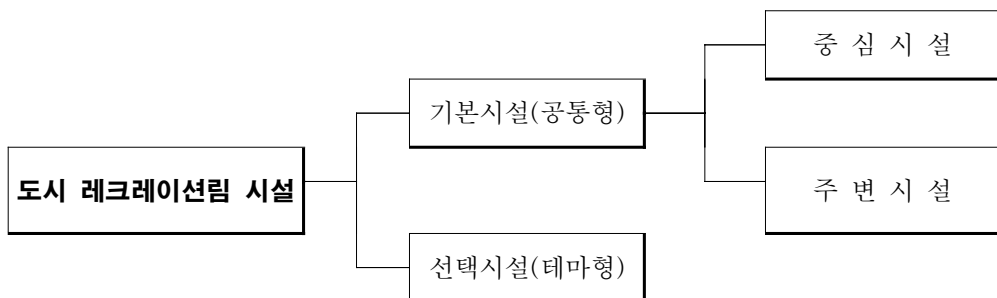 중 심 시 설
기본시설(공통형)
도시 레크레이션림 시설
주 변 시 설
선택시설(테마형)